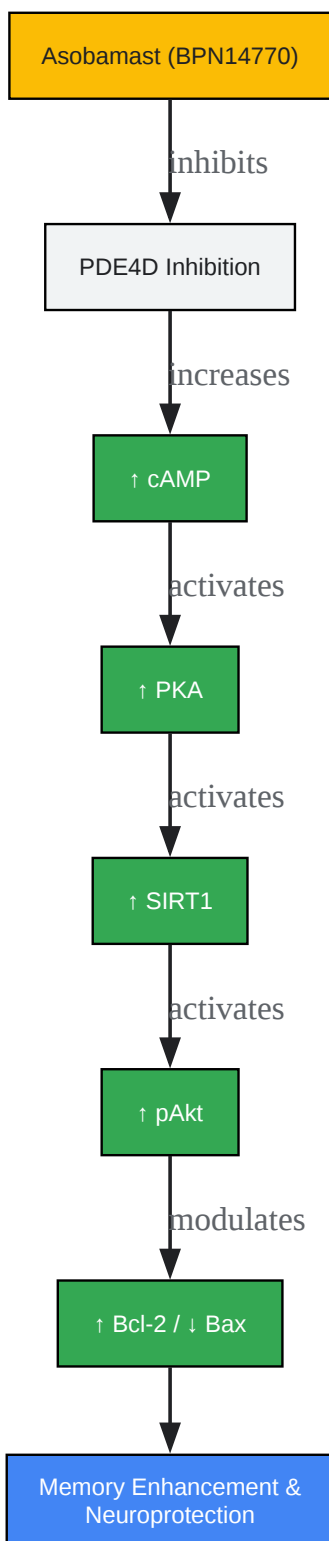 Asobamast (BPN14770)
inhibits
PDE4D Inhibition
increases
↑ cAMP
activates
↑ PKA
activates
↑ SIRT1
activates
↑ pAkt
modulates
↑ Bcl-2 / ↓ Bax
Memory Enhancement &
Neuroprotection